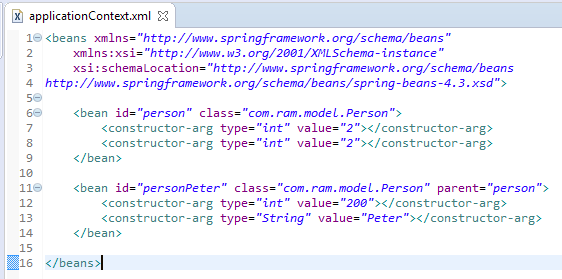 applicationContext.xml
1 <beans xmlns="http://www.springframework.org/schema/beans"
2 xmlns:xsi="http://www.w3.org/2001/XMLSchema-instance"
3 xsi:schemaLocation="http://www.springframework.org/schema/beans
4 http://www.springframework.org/schema/beans/spring-beans-4.3.xsd">
5
6 <bean id="person" class="com.ram.model.Person">
7 <constructor-arg type="int" value="2"></constructor-arg>
8 <constructor-arg type="int" value="2"></constructor-arg>
9 </bean>
10
11 <bean id="personPeter" class="com.ram.model.Person" parent="person">
12 <constructor-arg type="int" value="200"></constructor-arg>
13 <constructor-arg type="String" value="Peter"></constructor-arg>
14 </bean>
15
16 </beans>